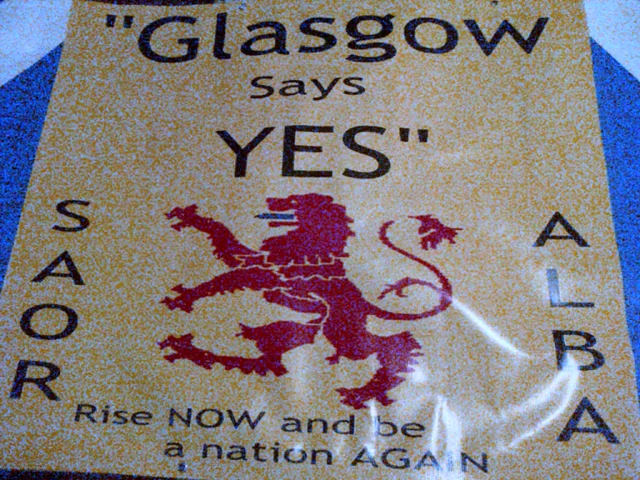 "Glasgow
says
YES"
SAOR
ALBA
Rise NOW and be
a nation AGAIN